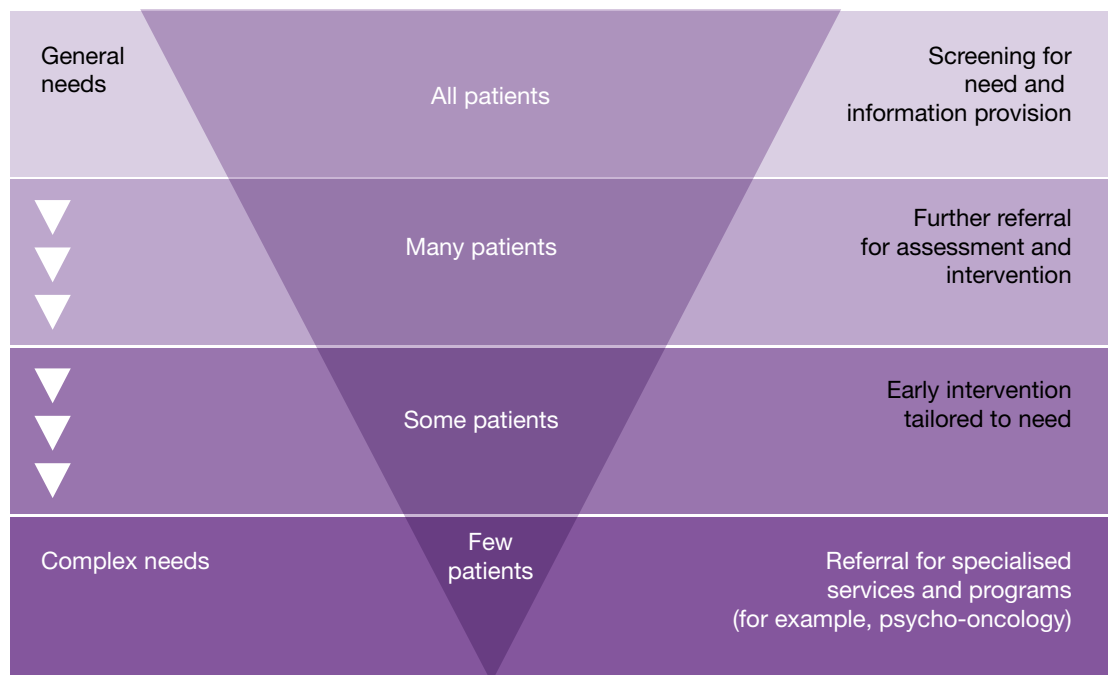 General
needs
All patients
Screening for
need and
information provision
Many patients
Further referral
for assessment and
intervention
Some patients
Early intervention
tailored to need
Complex needs
Few
patients
Referral for specialised
services and programs
(for example, psycho-oncology)